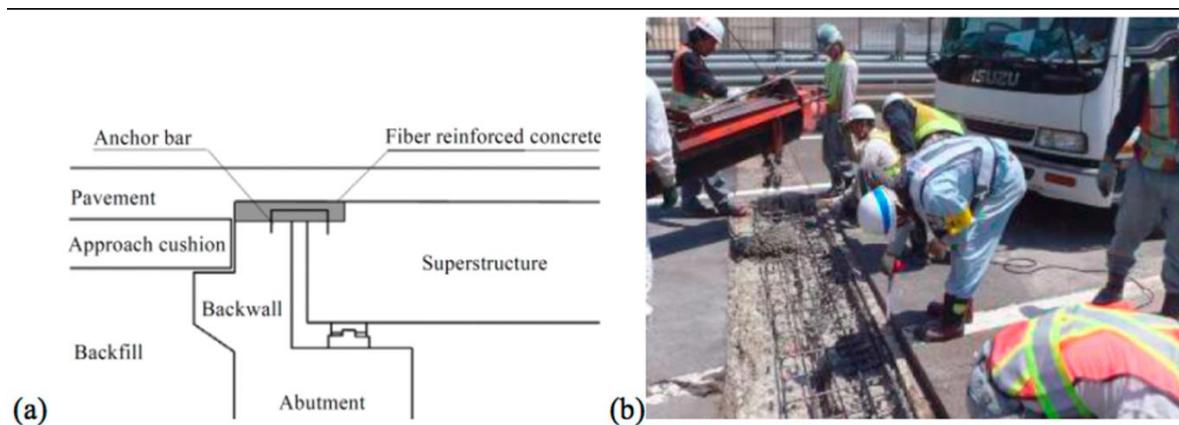 Anchor bar
Fiber reinforced concrete
Pavement
Approach cushion
Superstructure
Backwall
Backfill
Abutment
(a)
(b)
ISUZU